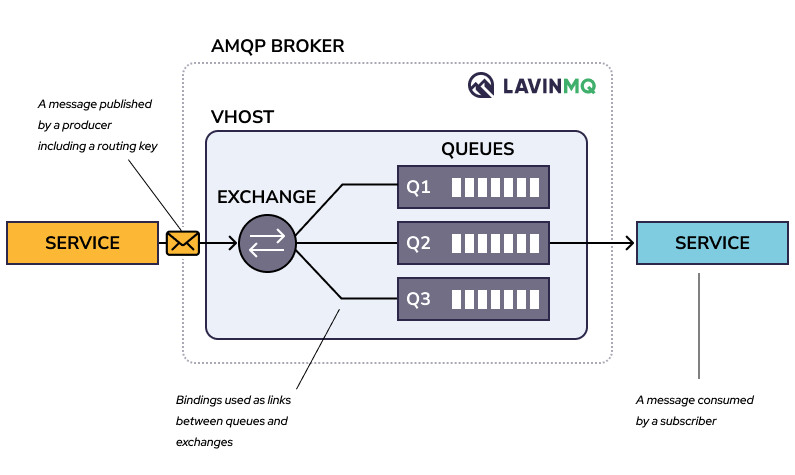 AMQP BROKER
LAVINMQ
A message published
by a producer
including a routing key
VHOST
QUEUES
EXCHANGE
Q1
SERVICE
Q2
SERVICE
Q3
Bindings used as links
between queues and
exchanges
A message consumed
by a subscriber